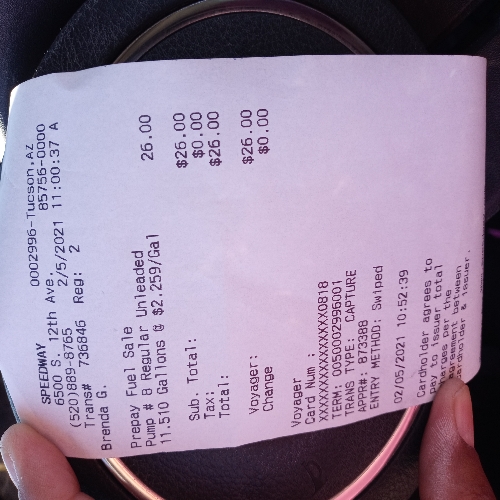 SPEEDWAY 0002996-Tucson,AZ
6500 S. 12th Ave. 85756-0000
(520)889-8765 2/5/2021 11:00:37 A
Trans# 736846 Reg: 2
Brenda G.
Prepay Fuel Sale 26.00
Pump # 8 Regular Unleaded
11.510 Gallons @ $2.259/Gal
Sub. Total: $26.00
Tax: $0.00
Total: $26.00
Voyager: $26.00
Change $0.00
Voyager
Card Num :
XXXXXXXXXXXXXXX0818
TERM: QV50002996001
TRANS TYPE: CAPTURE
APPR#: B73388
ENTRY METHOD: Swiped
02/05/2021 10:52:39
Cardholder agrees to
pay to issuer total
charges per the
agreement between
cardholder & issuer.